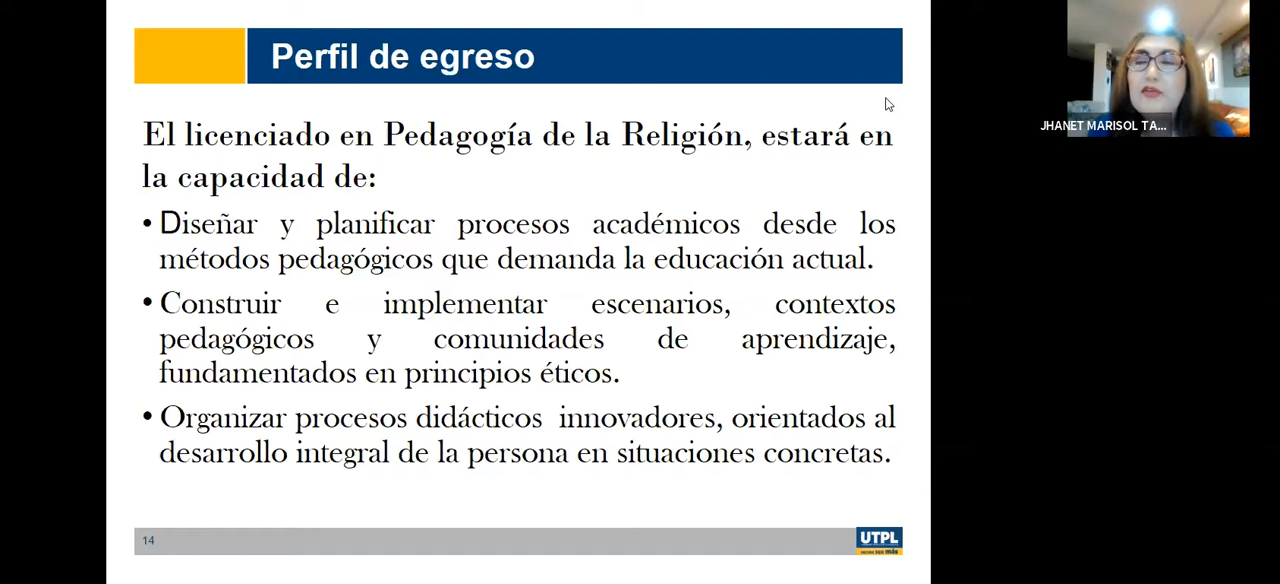 Perfil de egreso
JHANET MARISOL TA...
El licenciado en Pedagogía de la Religión, estará en
la capacidad de:
• Diseñar y planificar procesos académicos desde los
métodos pedagógicos que demanda la educación actual.
• Construir e implementar escenarios, contextos
pedagógicos y comunidades de aprendizaje,
fundamentados en principios éticos.
• Organizar procesos didácticos innovadores, orientados al
desarrollo integral de la persona en situaciones concretas.
14
UTPL